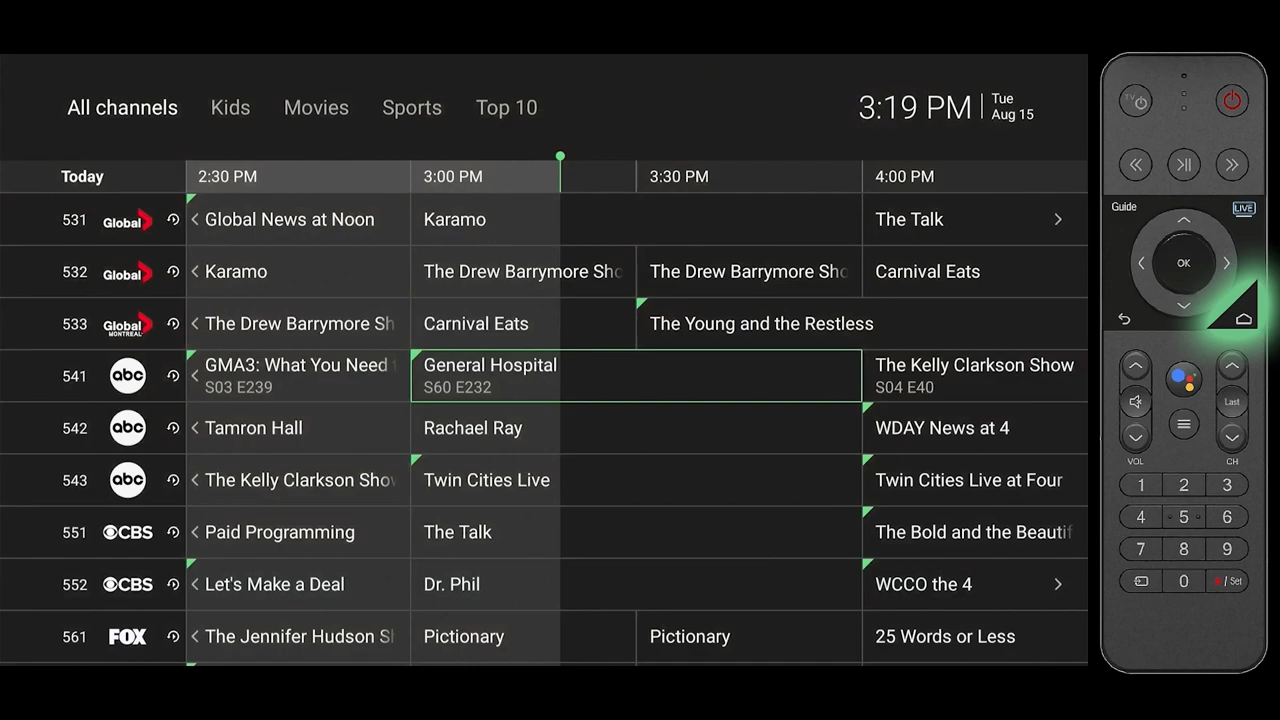 All channels Kids Movies Sports Top 10 3:19 PM Tue
Aug 15
Today 2:30 PM 3:00 PM 3:30 PM 4:00 PM
531 Global Global News at Noon Karamo The Talk
532 Global Karamo The Drew Barrymore Sho The Drew Barrymore Sho Carnival Eats
533 Global MONTREAL The Drew Barrymore Sh Carnival Eats The Young and the Restless
541 abc GMA3: What You Need General Hospital The Kelly Clarkson Show
S03 E239 S60 E232 S04 E40
542 abc Tamron Hall Rachael Ray WDAY News at 4
543 abc The Kelly Clarkson Show Twin Cities Live Twin Cities Live at Four
551 CBS Paid Programming The Talk The Bold and the Beautif
552 CBS Let's Make a Deal Dr. Phil WCCO the 4
561 FOX The Jennifer Hudson Sh Pictionary Pictionary 25 Words or Less
TV
Guide LIVE
OK
Last
VOL CH
1 2 3
4 5 6
7 8 9
0 / Set